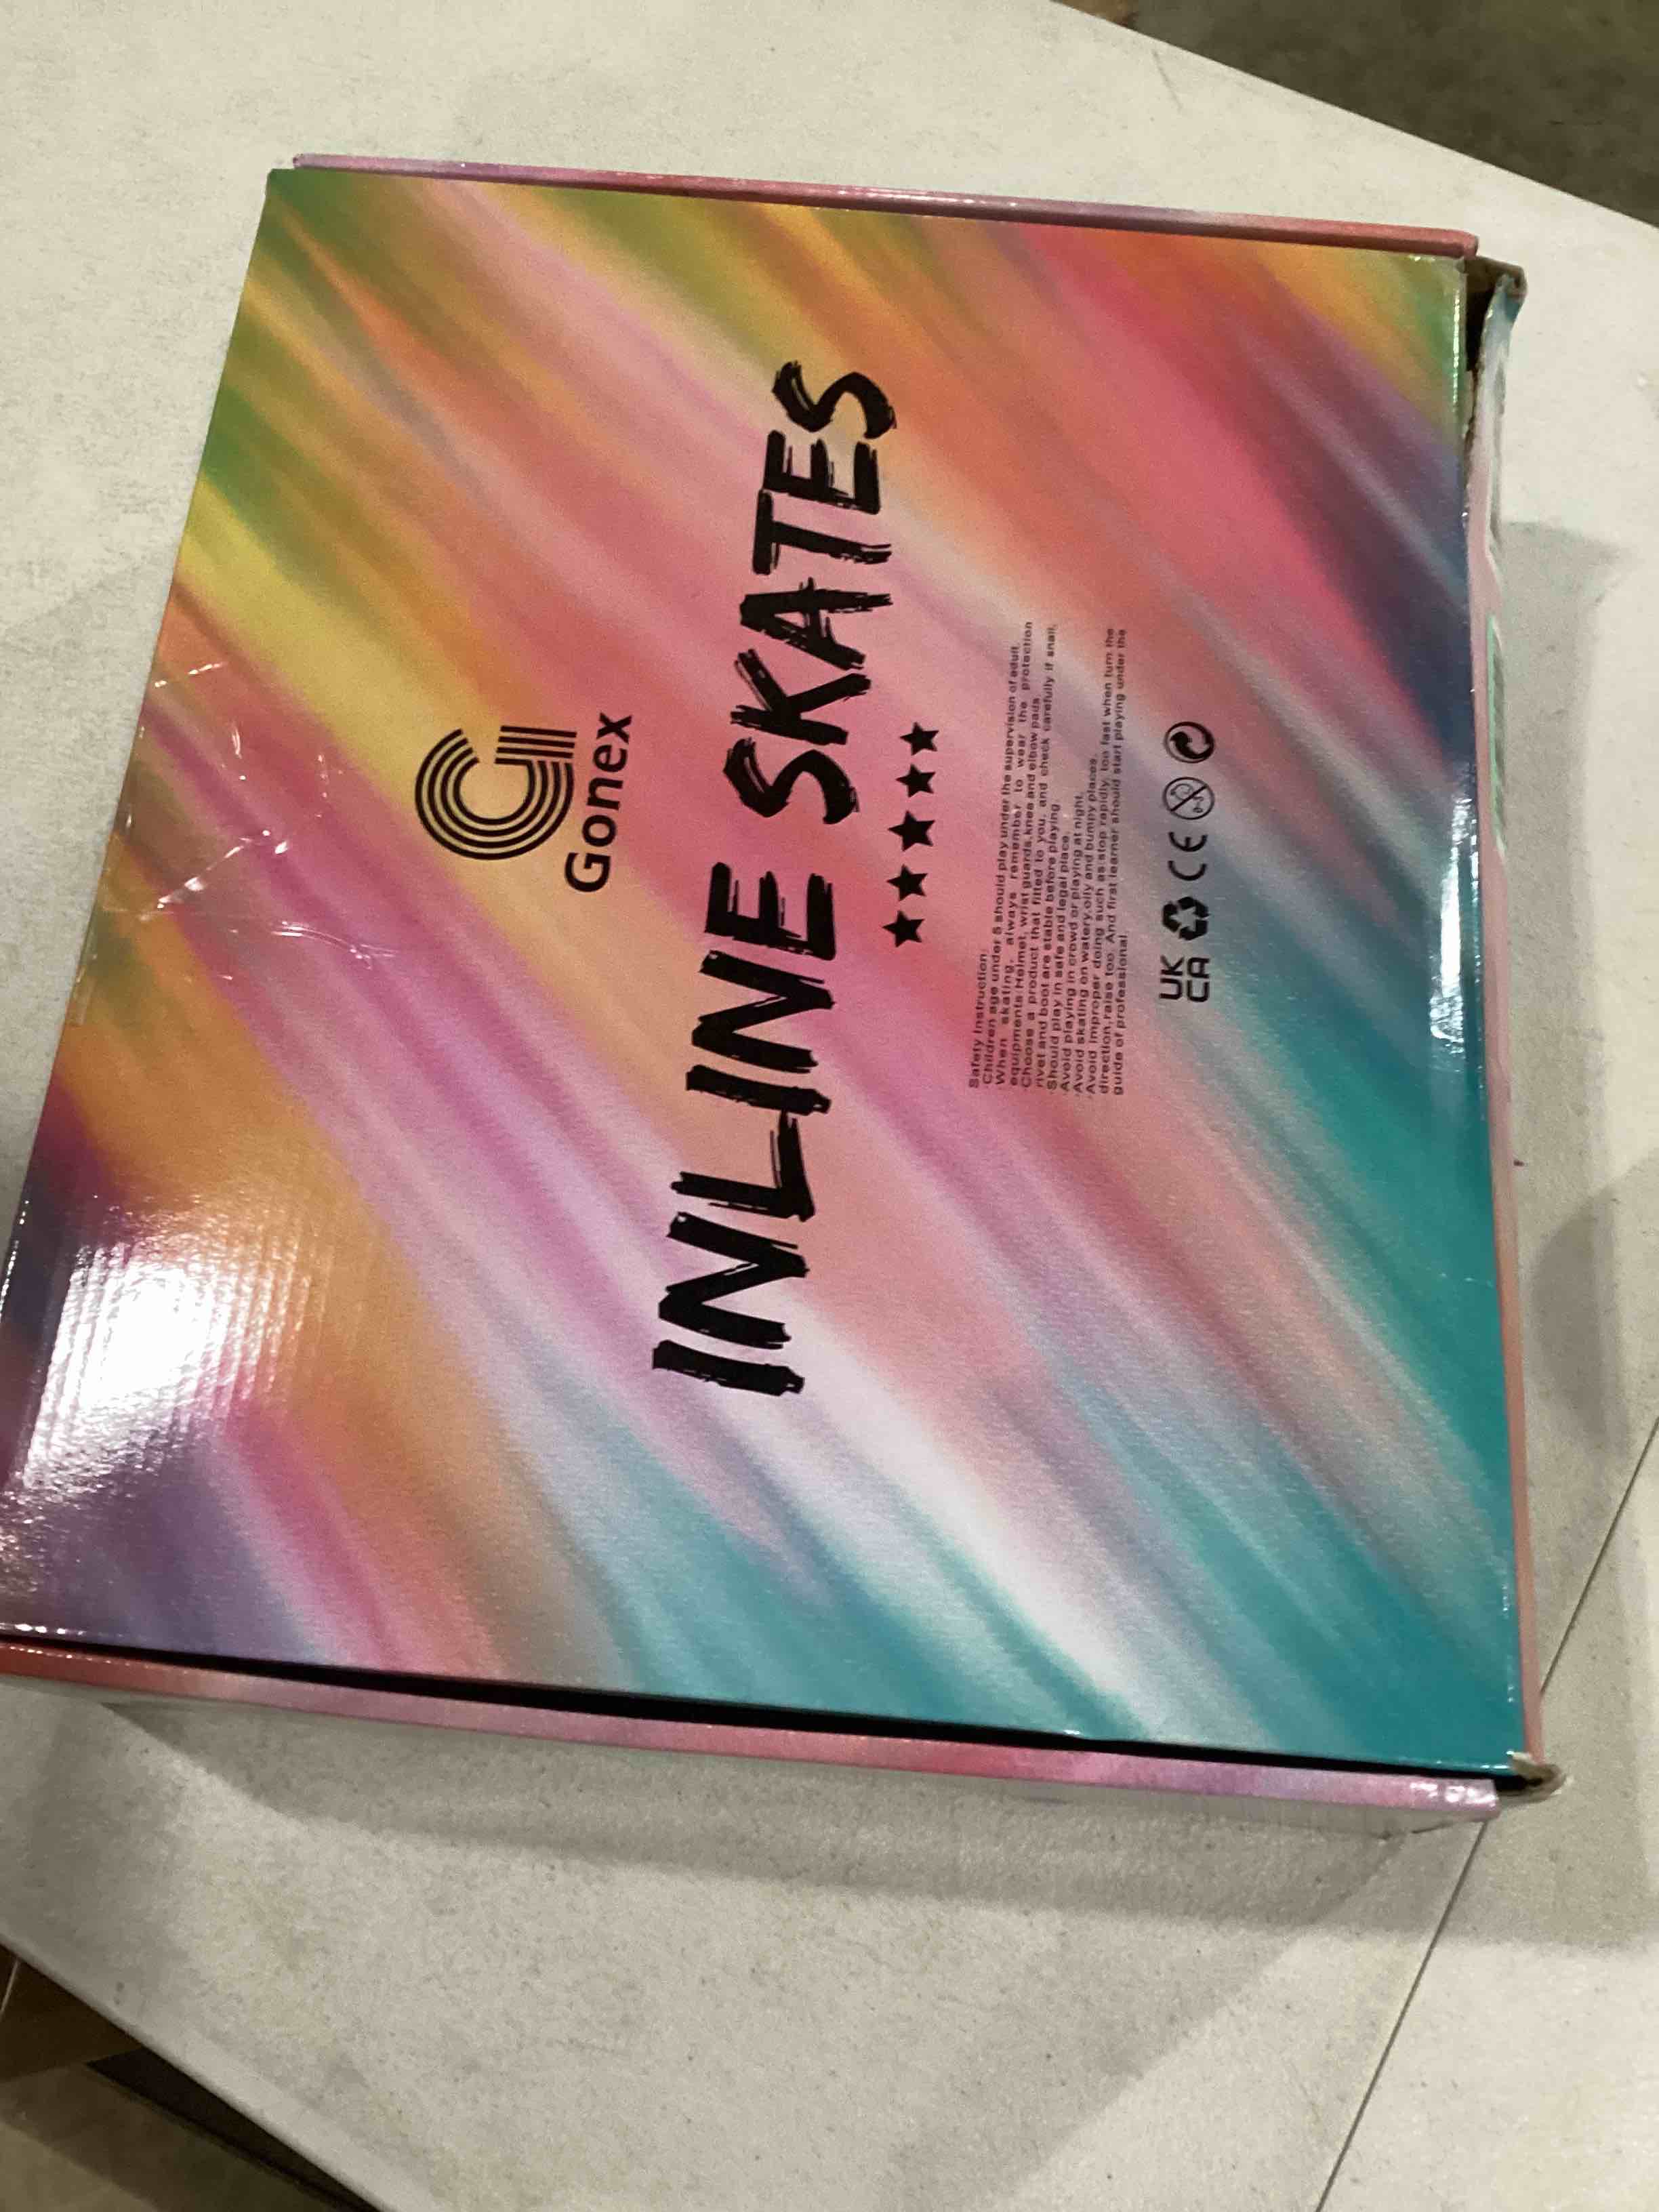 Gonex
INLINE SKATES
Safety Instruction:
·Children age under 5 should play under the supervision of adult.
·When skating, always remember to wear the protection
equipments:Helmet, wrist guards,knee and elbow pads.
·Choose a product that fitted to you, and check carefully if snail,
rivet and boot are stable before playing.
·Should play in safe and legal place.
·Avoid playing in crowd or playing at night.
·Avoid skating on watery,oily and bumpy places.
·Avoid improper doing such as:stop rapidly, too fast when turn the
direction,raise too. And first learner should start playing under the
guide of professional.
UK
CA
CE